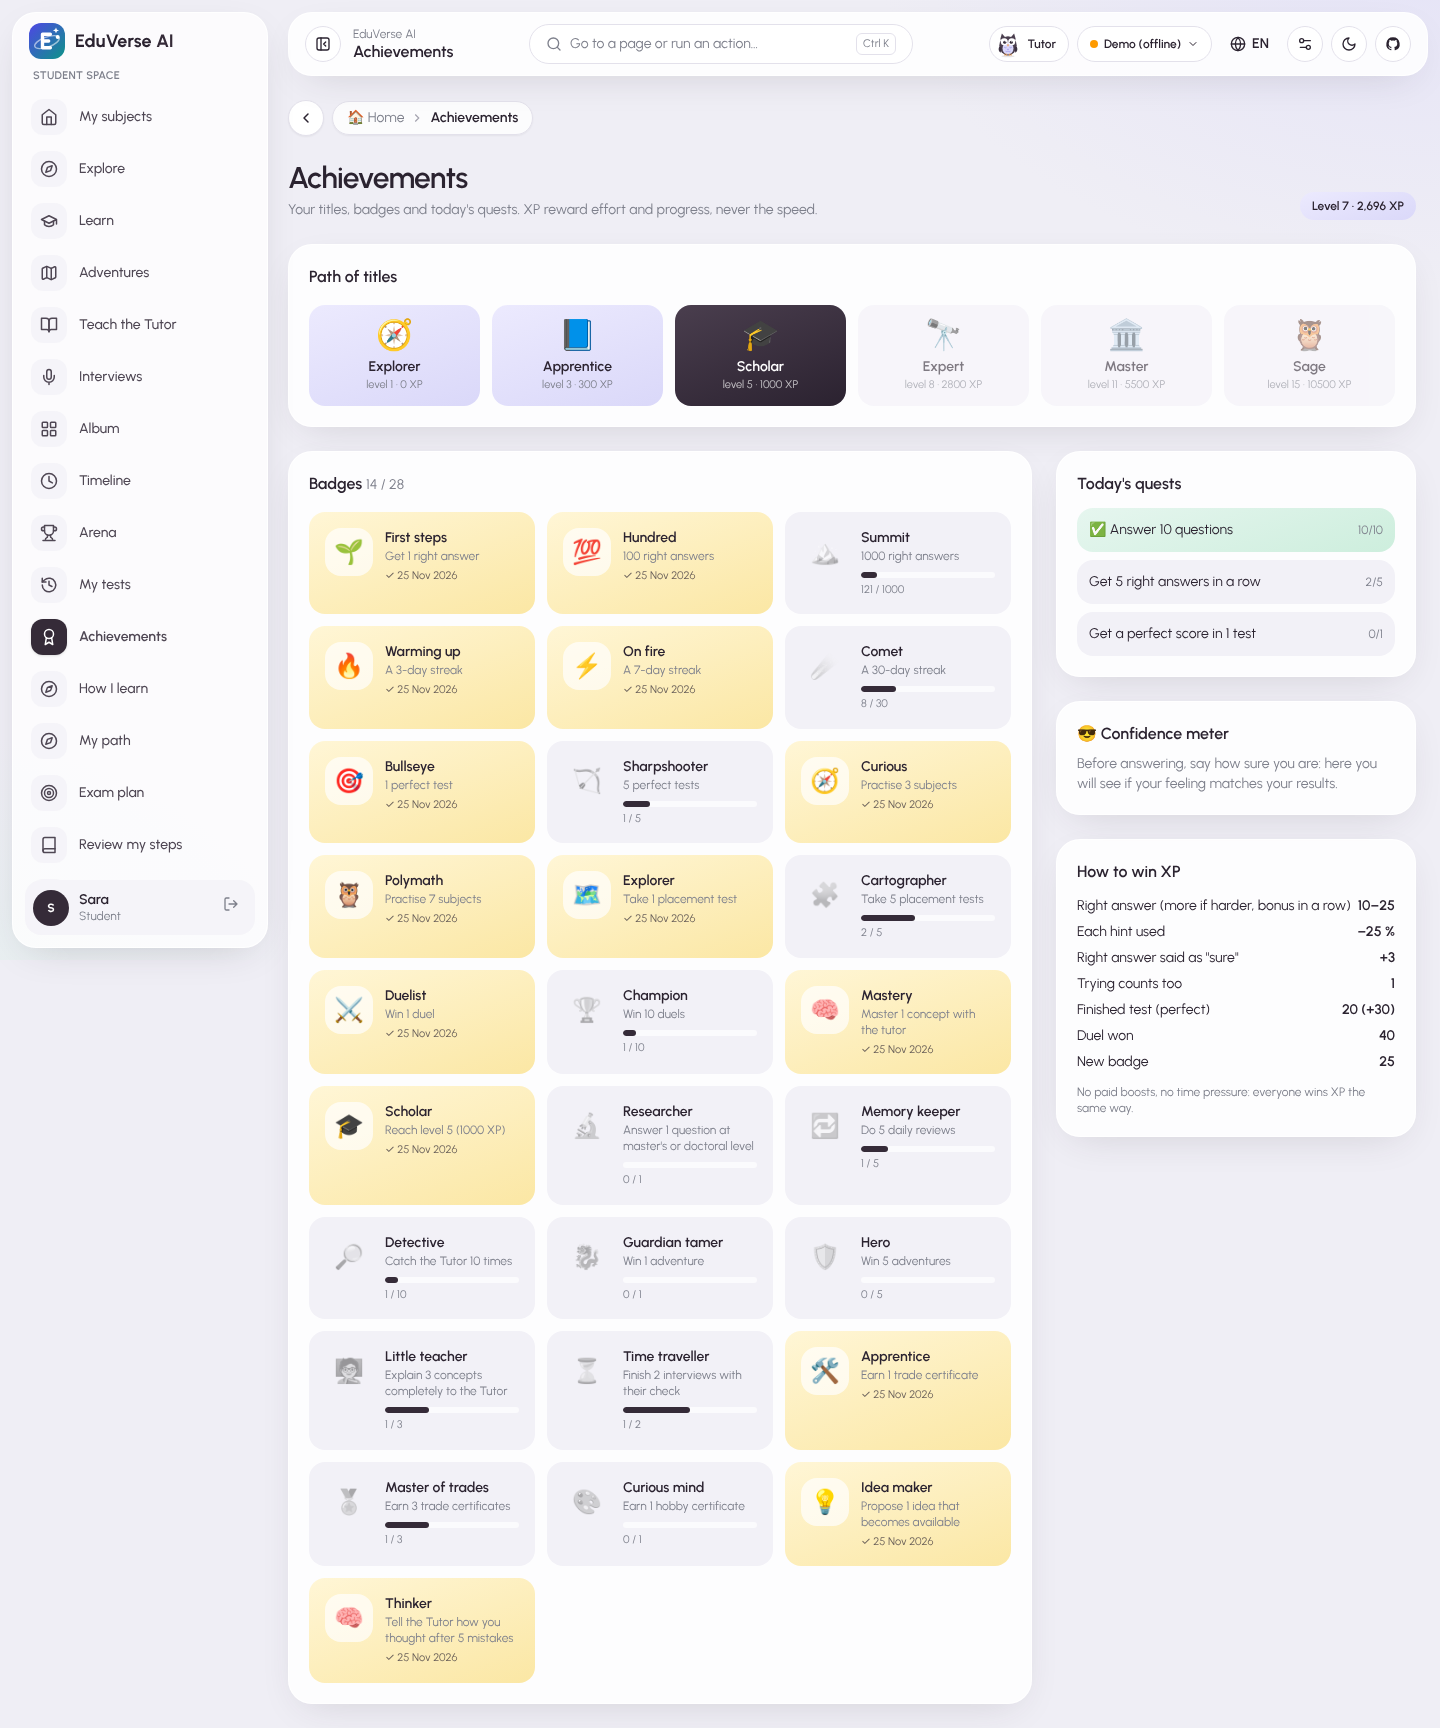 EduVerse AI
STUDENT SPACE
My subjects
Explore
Learn
Adventures
Teach the Tutor
Interviews
Album
Timeline
Arena
My tests
Achievements
How I learn
My path
Exam plan
Review my steps
S
Sara
Student
EduVerse AI
Achievements
Go to a page or run an action...
Ctrl K
Tutor
Demo (offline)
EN
Home
Achievements
Achievements
Your titles, badges and today's quests. XP reward effort and progress, never the speed.
Level 7 · 2,696 XP
Path of titles
Explorer
level 1 · 0 XP
Apprentice
level 3 · 300 XP
Scholar
level 5 · 1000 XP
Expert
level 8 · 2800 XP
Master
level 11 · 5500 XP
Sage
level 15 · 10500 XP
Badges 14 / 28
First steps
Get 1 right answer
✓ 25 Nov 2026
Hundred
100 right answers
✓ 25 Nov 2026
Summit
1000 right answers
121 / 1000
Warming up
A 3-day streak
✓ 25 Nov 2026
On fire
A 7-day streak
✓ 25 Nov 2026
Comet
A 30-day streak
8 / 30
Bullseye
1 perfect test
✓ 25 Nov 2026
Sharpshooter
5 perfect tests
1 / 5
Curious
Practise 3 subjects
✓ 25 Nov 2026
Polymath
Practise 7 subjects
✓ 25 Nov 2026
Explorer
Take 1 placement test
✓ 25 Nov 2026
Cartographer
Take 5 placement tests
2 / 5
Duelist
Win 1 duel
✓ 25 Nov 2026
Champion
Win 10 duels
1 / 10
Mastery
Master 1 concept with
the tutor
✓ 25 Nov 2026
Scholar
Reach level 5 (1000 XP)
✓ 25 Nov 2026
Researcher
Answer 1 question at
master's or doctoral level
0 / 1
Memory keeper
Do 5 daily reviews
1 / 5
Detective
Catch the Tutor 10 times
1 / 10
Guardian tamer
Win 1 adventure
0 / 1
Hero
Win 5 adventures
0 / 5
Little teacher
Explain 3 concepts
completely to the Tutor
1 / 3
Time traveller
Finish 2 interviews with
their check
1 / 2
Apprentice
Earn 1 trade certificate
✓ 25 Nov 2026
Master of trades
Earn 3 trade certificates
1 / 3
Curious mind
Earn 1 hobby certificate
0 / 1
Idea maker
Propose 1 idea that
becomes available
✓ 25 Nov 2026
Thinker
Tell the Tutor how you
thought after 5 mistakes
✓ 25 Nov 2026
Today's quests
✅ Answer 10 questions 10/10
Get 5 right answers in a row 2/5
Get a perfect score in 1 test 0/1
😎 Confidence meter
Before answering, say how sure you are: here you
will see if your feeling matches your results.
How to win XP
Right answer (more if harder, bonus in a row) 10–25
Each hint used −25 %
Right answer said as "sure" +3
Trying counts too 1
Finished test (perfect) 20 (+30)
Duel won 40
New badge 25
No paid boosts, no time pressure: everyone wins XP the
same way.